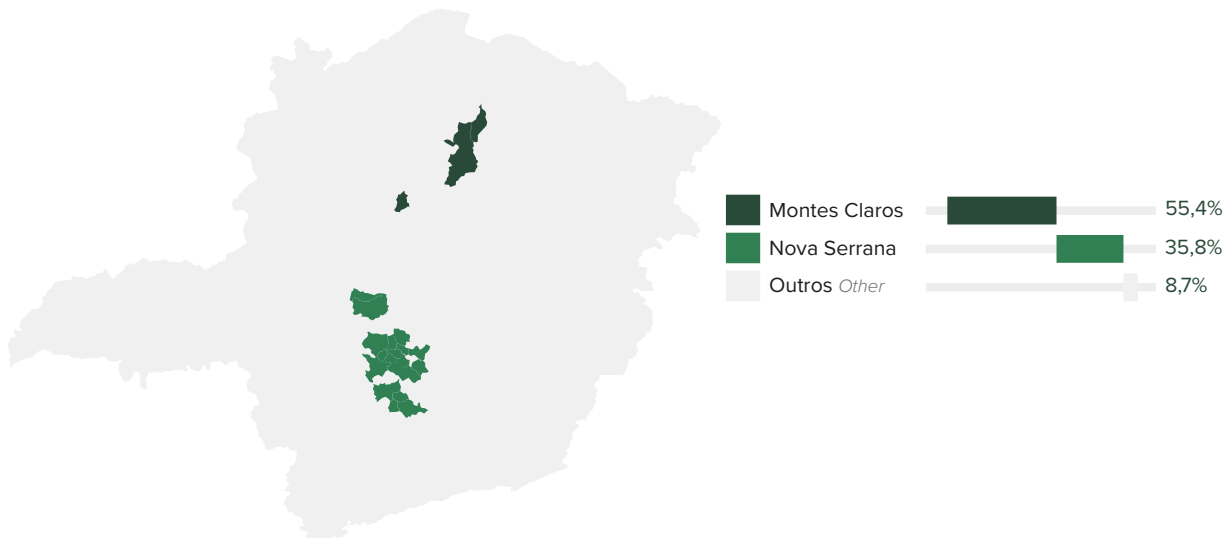 Montes Claros 55,4%
Nova Serrana 35,8%
Outros Other 8,7%